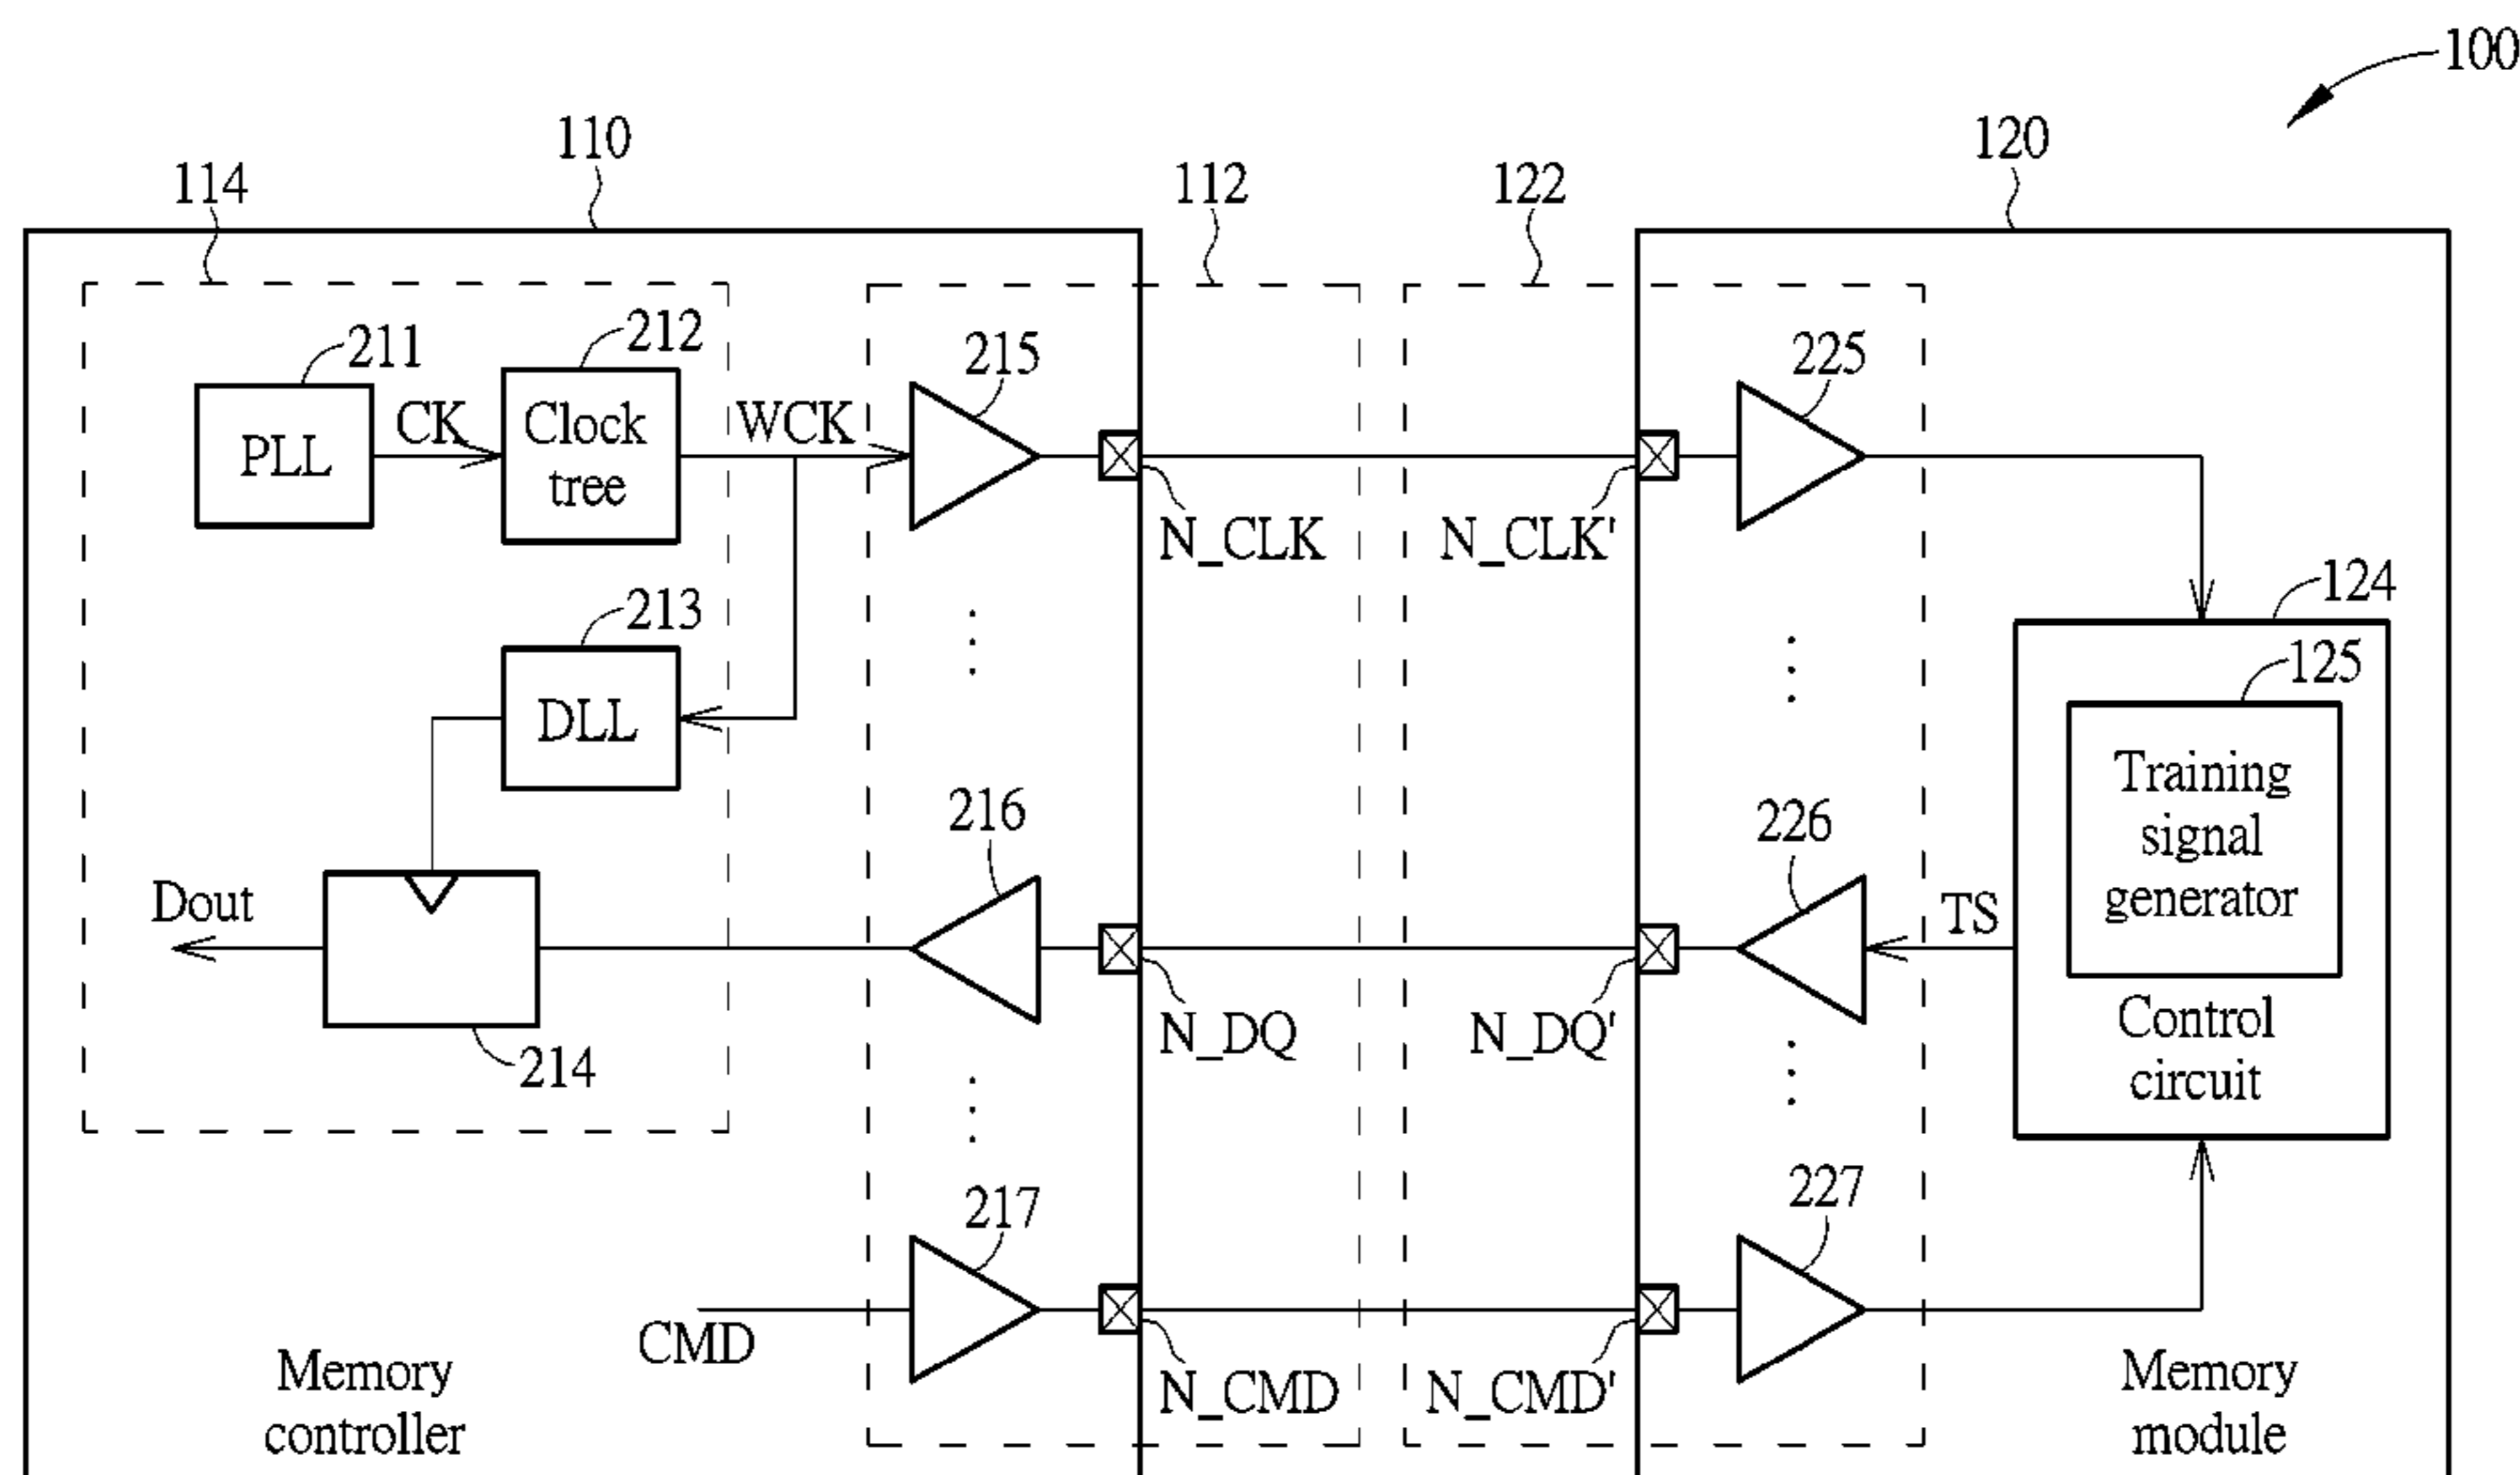 100
110
120
114
112
122
211
212
215
225
PLL
CK
Clock
tree
WCK
N_CLK
N_CLK'
213
124
DLL
125
Training
signal
generator
216
226
Dout
TS
N_DQ
N_DQ'
Control
circuit
214
217
227
CMD
N_CMD
N_CMD'
Memory
controller
Memory
module